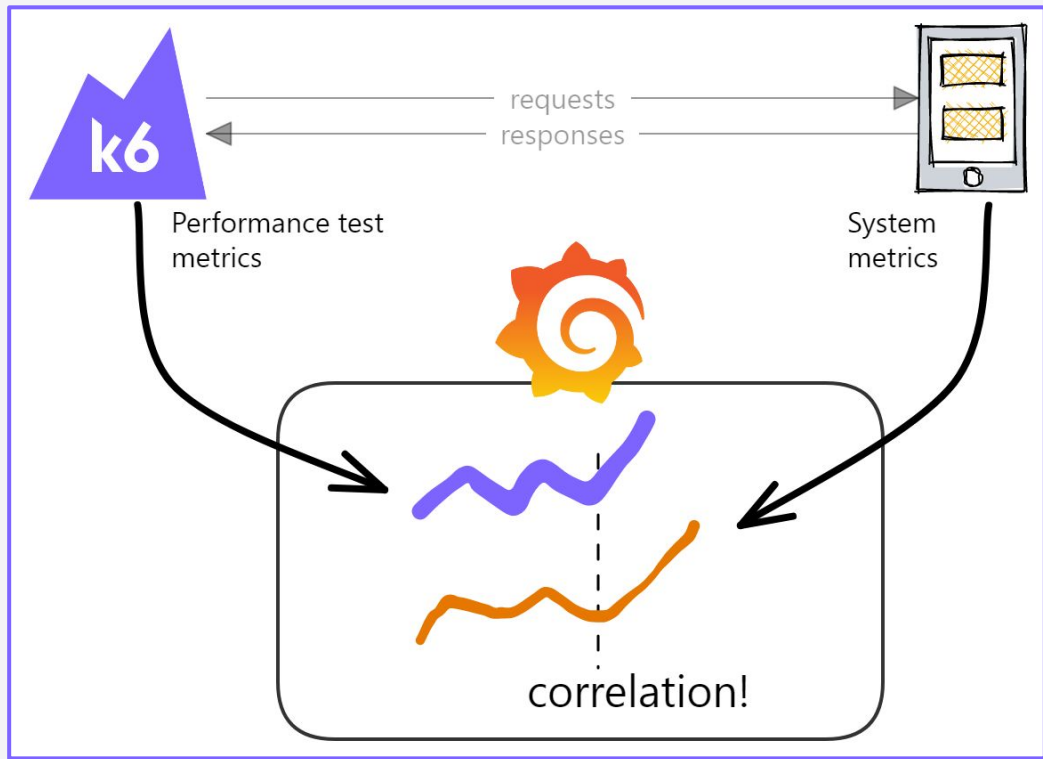 k6
requests
responses
Performance test
metrics
System
metrics
correlation!